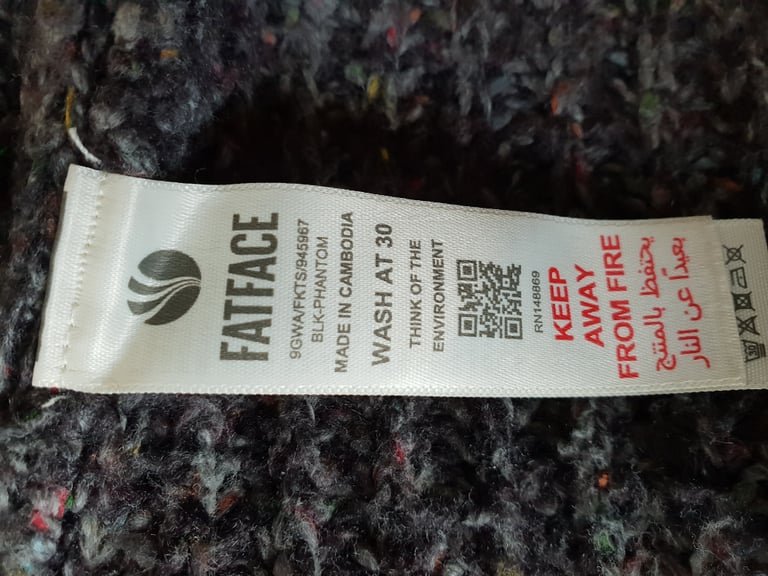 FATFACE
9GWA/FKTS/945967
BLK-PHANTOM
MADE IN CAMBODIA
WASH AT 30
THINK OF THE
ENVIRONMENT
RN148869
KEEP
AWAY
FROM FIRE
يحتفظ بالمنتج
بعيدًا عن النار